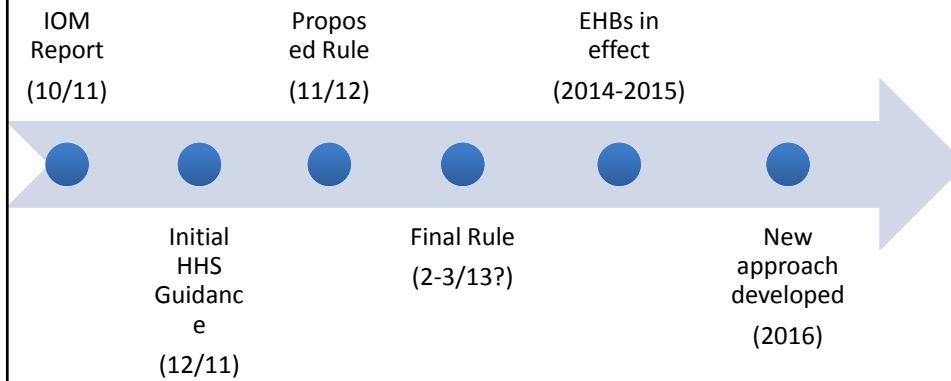 IOM
Report
(10/11)
Propos
ed Rule
(11/12)
EHBs in
effect
(2014-2015)
Initial
HHS
Guidanc
e
(12/11)
Final Rule
(2-3/13?)
New
approach
developed
(2016)